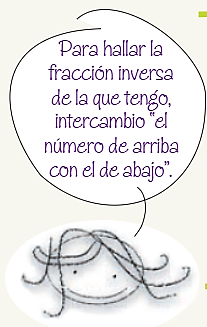 Para hallar la
fracción inversa
de la que tengo,
intercambio "el
número de arriba
con el de abajo".